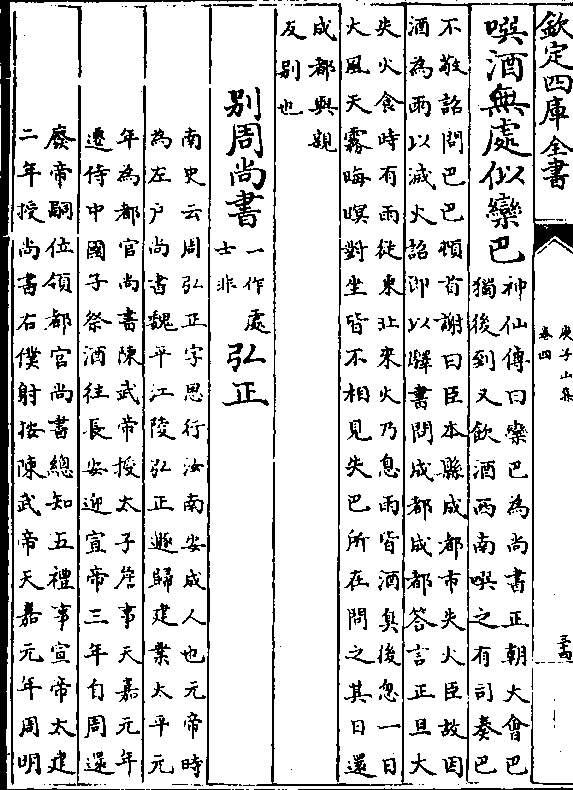 欽定四庫全書
庾子山集
卷四
噀酒無處似欒巴
神仙傳曰欒巴為尚書正朝大會巴
獨後到又飲酒西南噀之有司奏巴
不敬詔問巴巴頓首謝曰臣本縣成都市失火臣故因
酒為雨以滅火詔即以驛書問成都成都答言正旦大
失火食時有雨從東北來火乃息雨皆酒臭後忽一日
大風天霧晦暝對坐皆不相見失巴所在問之其日還
成都與親
友别也
别周尚書
一作處
士非
弘正
南史云周弘正字思行汝南安成人也元帝時
為左户尚書魏平江陵弘正遯歸建業太平元
年為都官尚書陳武帝授太子詹事天嘉元年
遷侍中國子祭酒往長安迎宣帝三年自周還
廢帝嗣位領都官尚書總知五禮事宣帝太建
二年授尚書右僕射按陳武帝天嘉元年周明